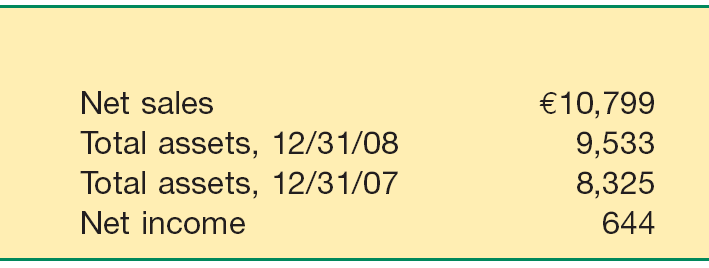 Net sales €10,799
Total assets, 12/31/08 9,533
Total assets, 12/31/07 8,325
Net income 644